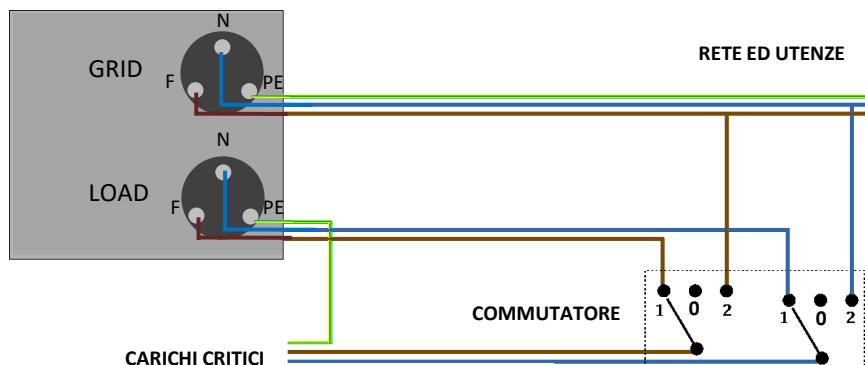 N
RETE ED UTENZE
GRID
F
PE
N
LOAD
F
PE
COMMUTATORE
1 0 2 1 0 2
CARICHI CRITICI